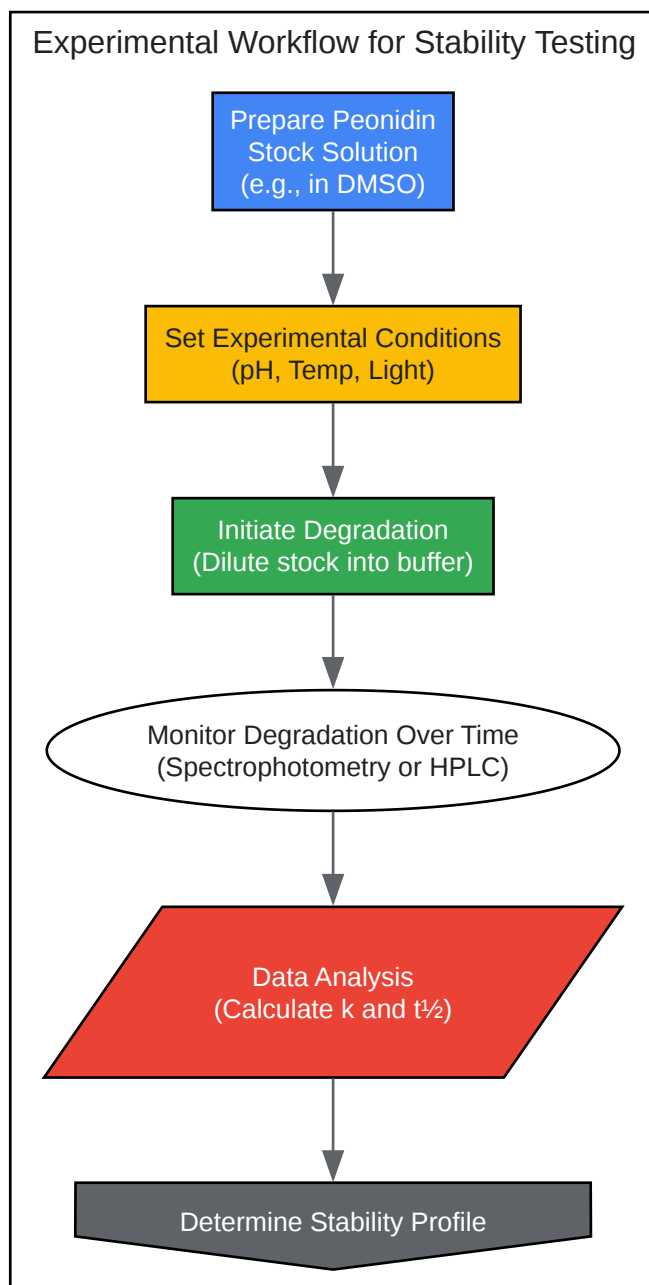 Experimental Workflow for Stability Testing
Prepare Peonidin
Stock Solution
(e.g., in DMSO)
Set Experimental Conditions
(pH, Temp, Light)
Initiate Degradation
(Dilute stock into buffer)
Monitor Degradation Over Time
(Spectrophotometry or HPLC)
Data Analysis
(Calculate k and t½)
Determine Stability Profile